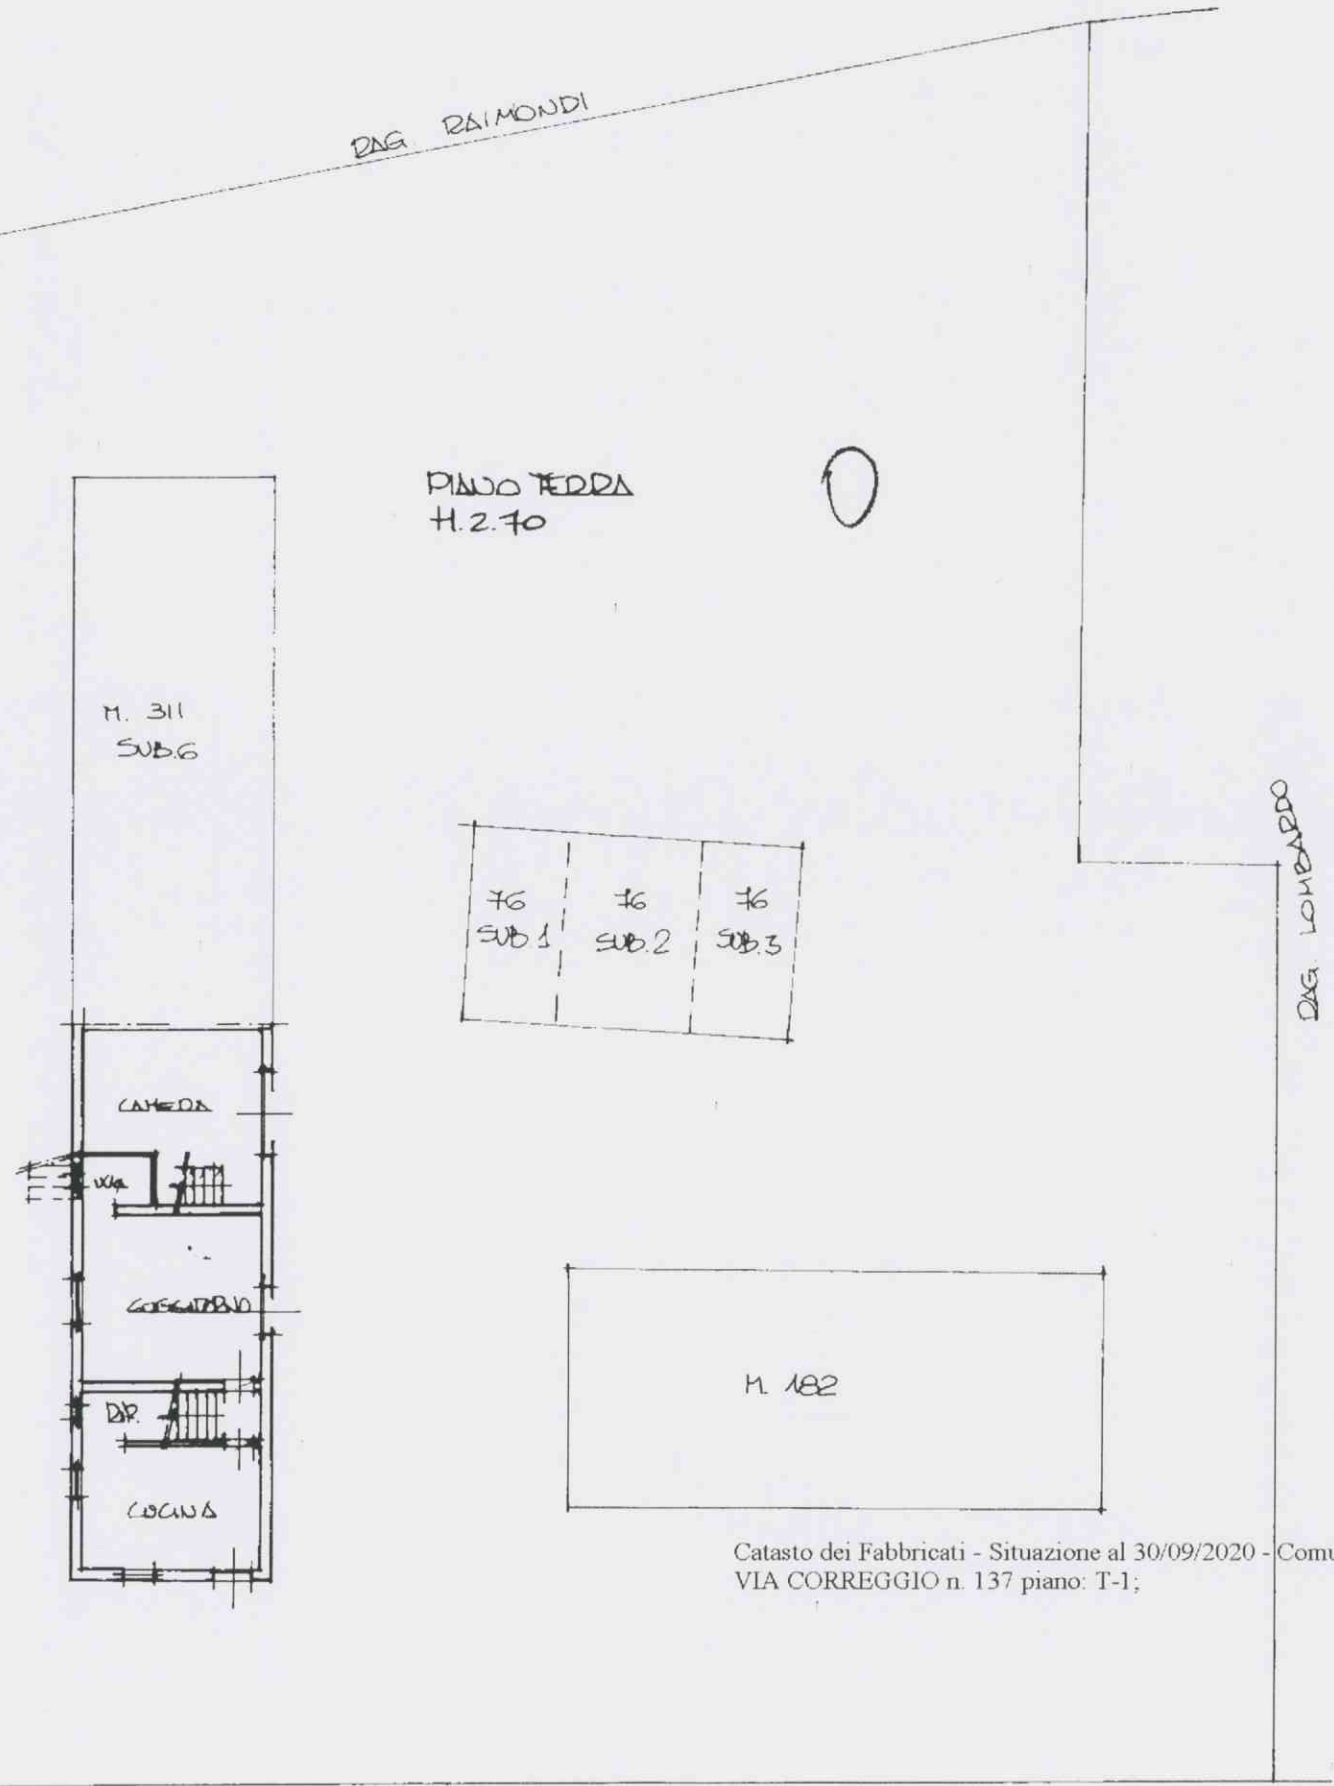 RAG. RAIMONDI
PIANO TERRA
H. 2.70
M. 311
SUB.6
76
SUB.1
76
SUB.2
76
SUB.3
RAG. LOMBARDO
CAMERA
SOGGIORNO
M. 182
RIP.
CUCINA
Catasto dei Fabbricati - Situazione al 30/09/2020 - Comu
VIA CORREGGIO n. 137 piano: T-1;